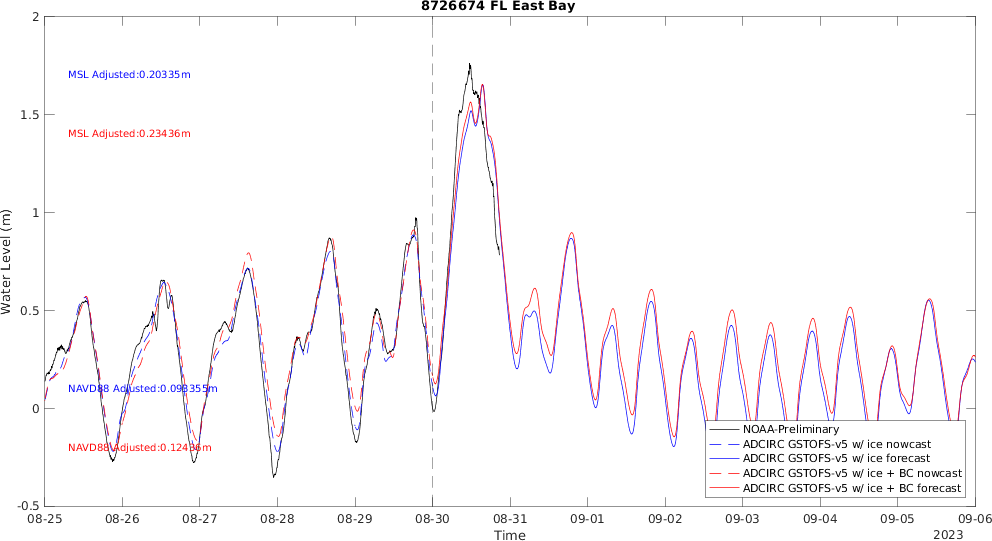 8726674 FL East Bay
2
MSL Adjusted:0.20335m
1.5
MSL Adjusted:0.23436m
1
Water Level (m)
0.5
NAVD88 Adjusted:0.093355m
0
NOAA-Preliminary
NAVD88 Adjusted:0.12436m
ADCIRC GSTOFS-v5 w/ ice nowcast
ADCIRC GSTOFS-v5 w/ ice forecast
ADCIRC GSTOFS-v5 w/ ice + BC nowcast
ADCIRC GSTOFS-v5 w/ ice + BC forecast
-0.5
08-25 08-26 08-27 08-28 08-29 08-30 08-31 09-01 09-02 09-03 09-04 09-05 09-06
Time
2023